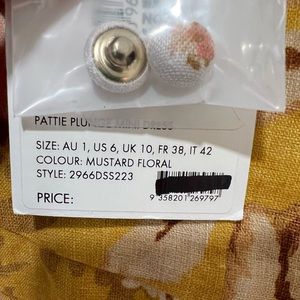 PATTIE PLUNGE MINI DRESS
SIZE: AU 1, US 6, UK 10, FR 38, IT 42
COLOUR: MUSTARD FLORAL
STYLE: 2966DSS223
PRICE:
9 358201 269797